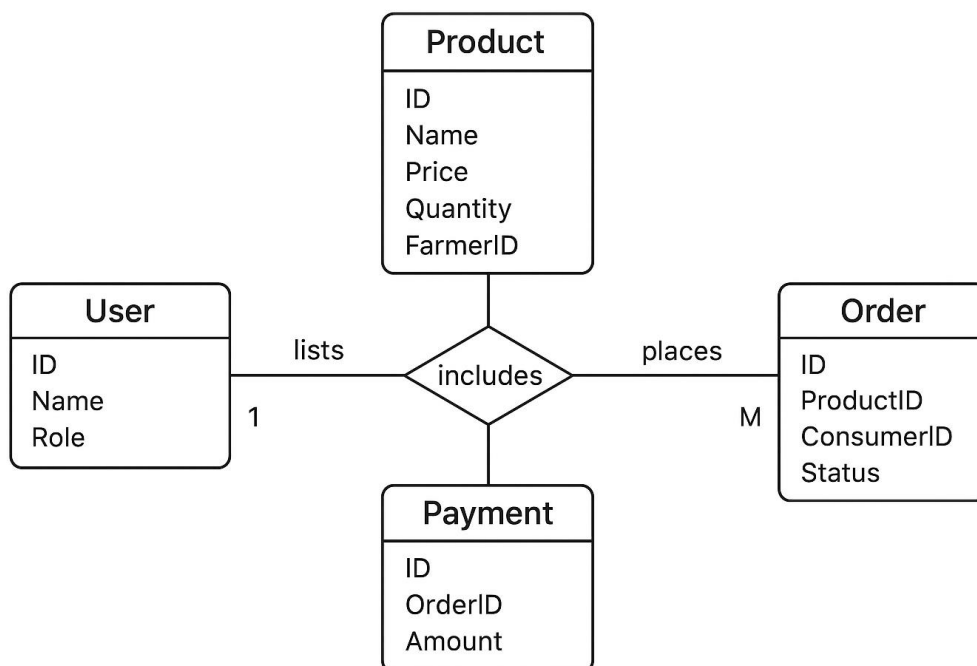 Product
ID
Name
Price
Quantity
FarmerID
User
ID
Name
Role
lists
1
includes
places
M
Order
ID
ProductID
ConsumerID
Status
Payment
ID
OrderID
Amount